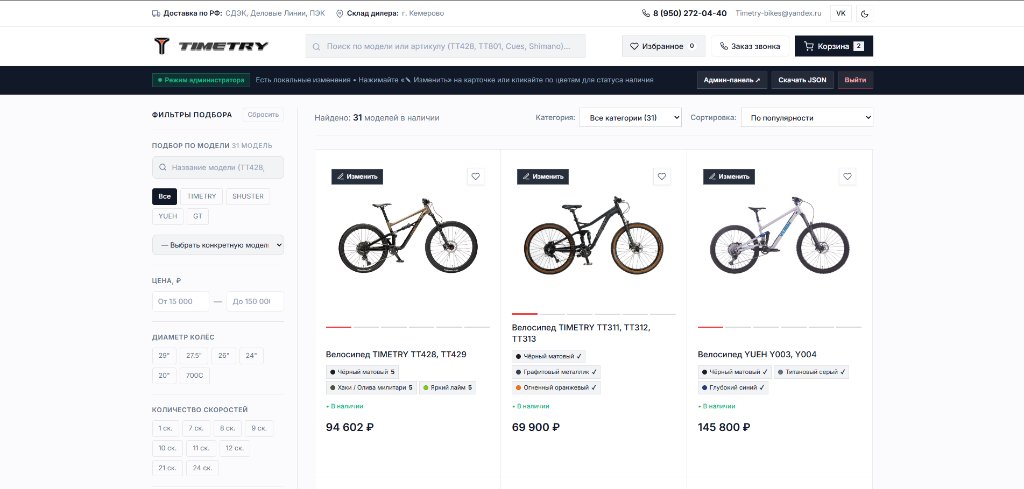 Доставка по РФ: СДЭК, Деловые Линии, ПЭК Склад дилера: г. Кемерово 8 (950) 272-04-40 Timetry-bikes@yandex.ru VK
TIMETRY Поиск по модели или артикулу (TT428, TT801, Cues, Shimano)... Избранное 0 Заказ звонка Корзина 2
Режим администратора Есть локальные изменения • Нажимайте «✎ Изменить» на карточке или кликайте по цветам для статуса наличия Админ-панель ↗ Скачать JSON Выйти
ФИЛЬТРЫ ПОДБОРА Сбросить
Найдено: 31 моделей в наличии Категория: Все категории (31) Сортировка: По популярности
ПОДБОР ПО МОДЕЛИ 31 МОДЕЛЬ
Название модели (TT428,
Все TIMETRY SHUSTER
YUEH GT
— Выбрать конкретную модел
ЦЕНА, ₽
От 15 000 — До 150 00
ДИАМЕТР КОЛЁС
29" 27.5" 26" 24"
20" 700C
КОЛИЧЕСТВО СКОРОСТЕЙ
1 ск. 7 ск. 8 ск. 9 ск.
10 ск. 11 ск. 12 ск.
21 ск. 24 ск.
Изменить
Велосипед TIMETRY TT428, TT429
Чёрный матовый 5
Хаки / Олива милитари 5 Яркий лайм 5
• В наличии
94 602 ₽
Изменить
Велосипед TIMETRY TT311, TT312,
TT313
Чёрный матовый ✓
Графитовый металлик ✓
Огненный оранжевый ✓
• В наличии
69 900 ₽
Изменить
Велосипед YUEH Y003, Y004
Чёрный матовый ✓ Титановый серый ✓
Глубокий синий ✓
• В наличии
145 800 ₽